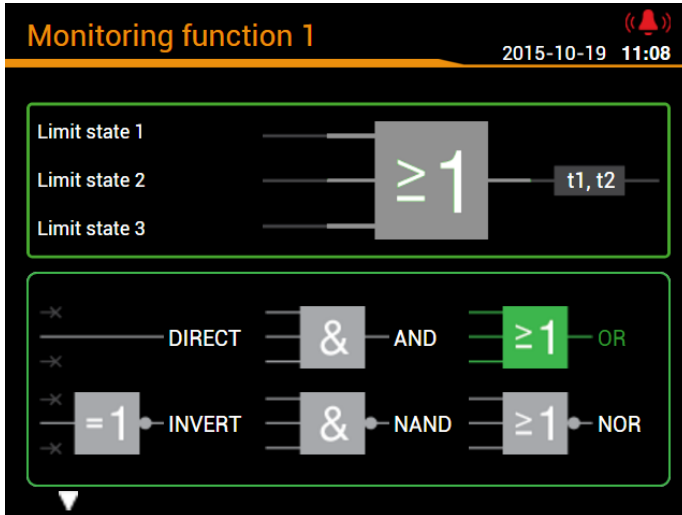 Monitoring function 1
2015-10-19 11:08
Limit state 1
Limit state 2
Limit state 3
≥1
t1, t2
DIRECT
& AND
≥1 OR
=1 INVERT
& NAND
≥1 NOR